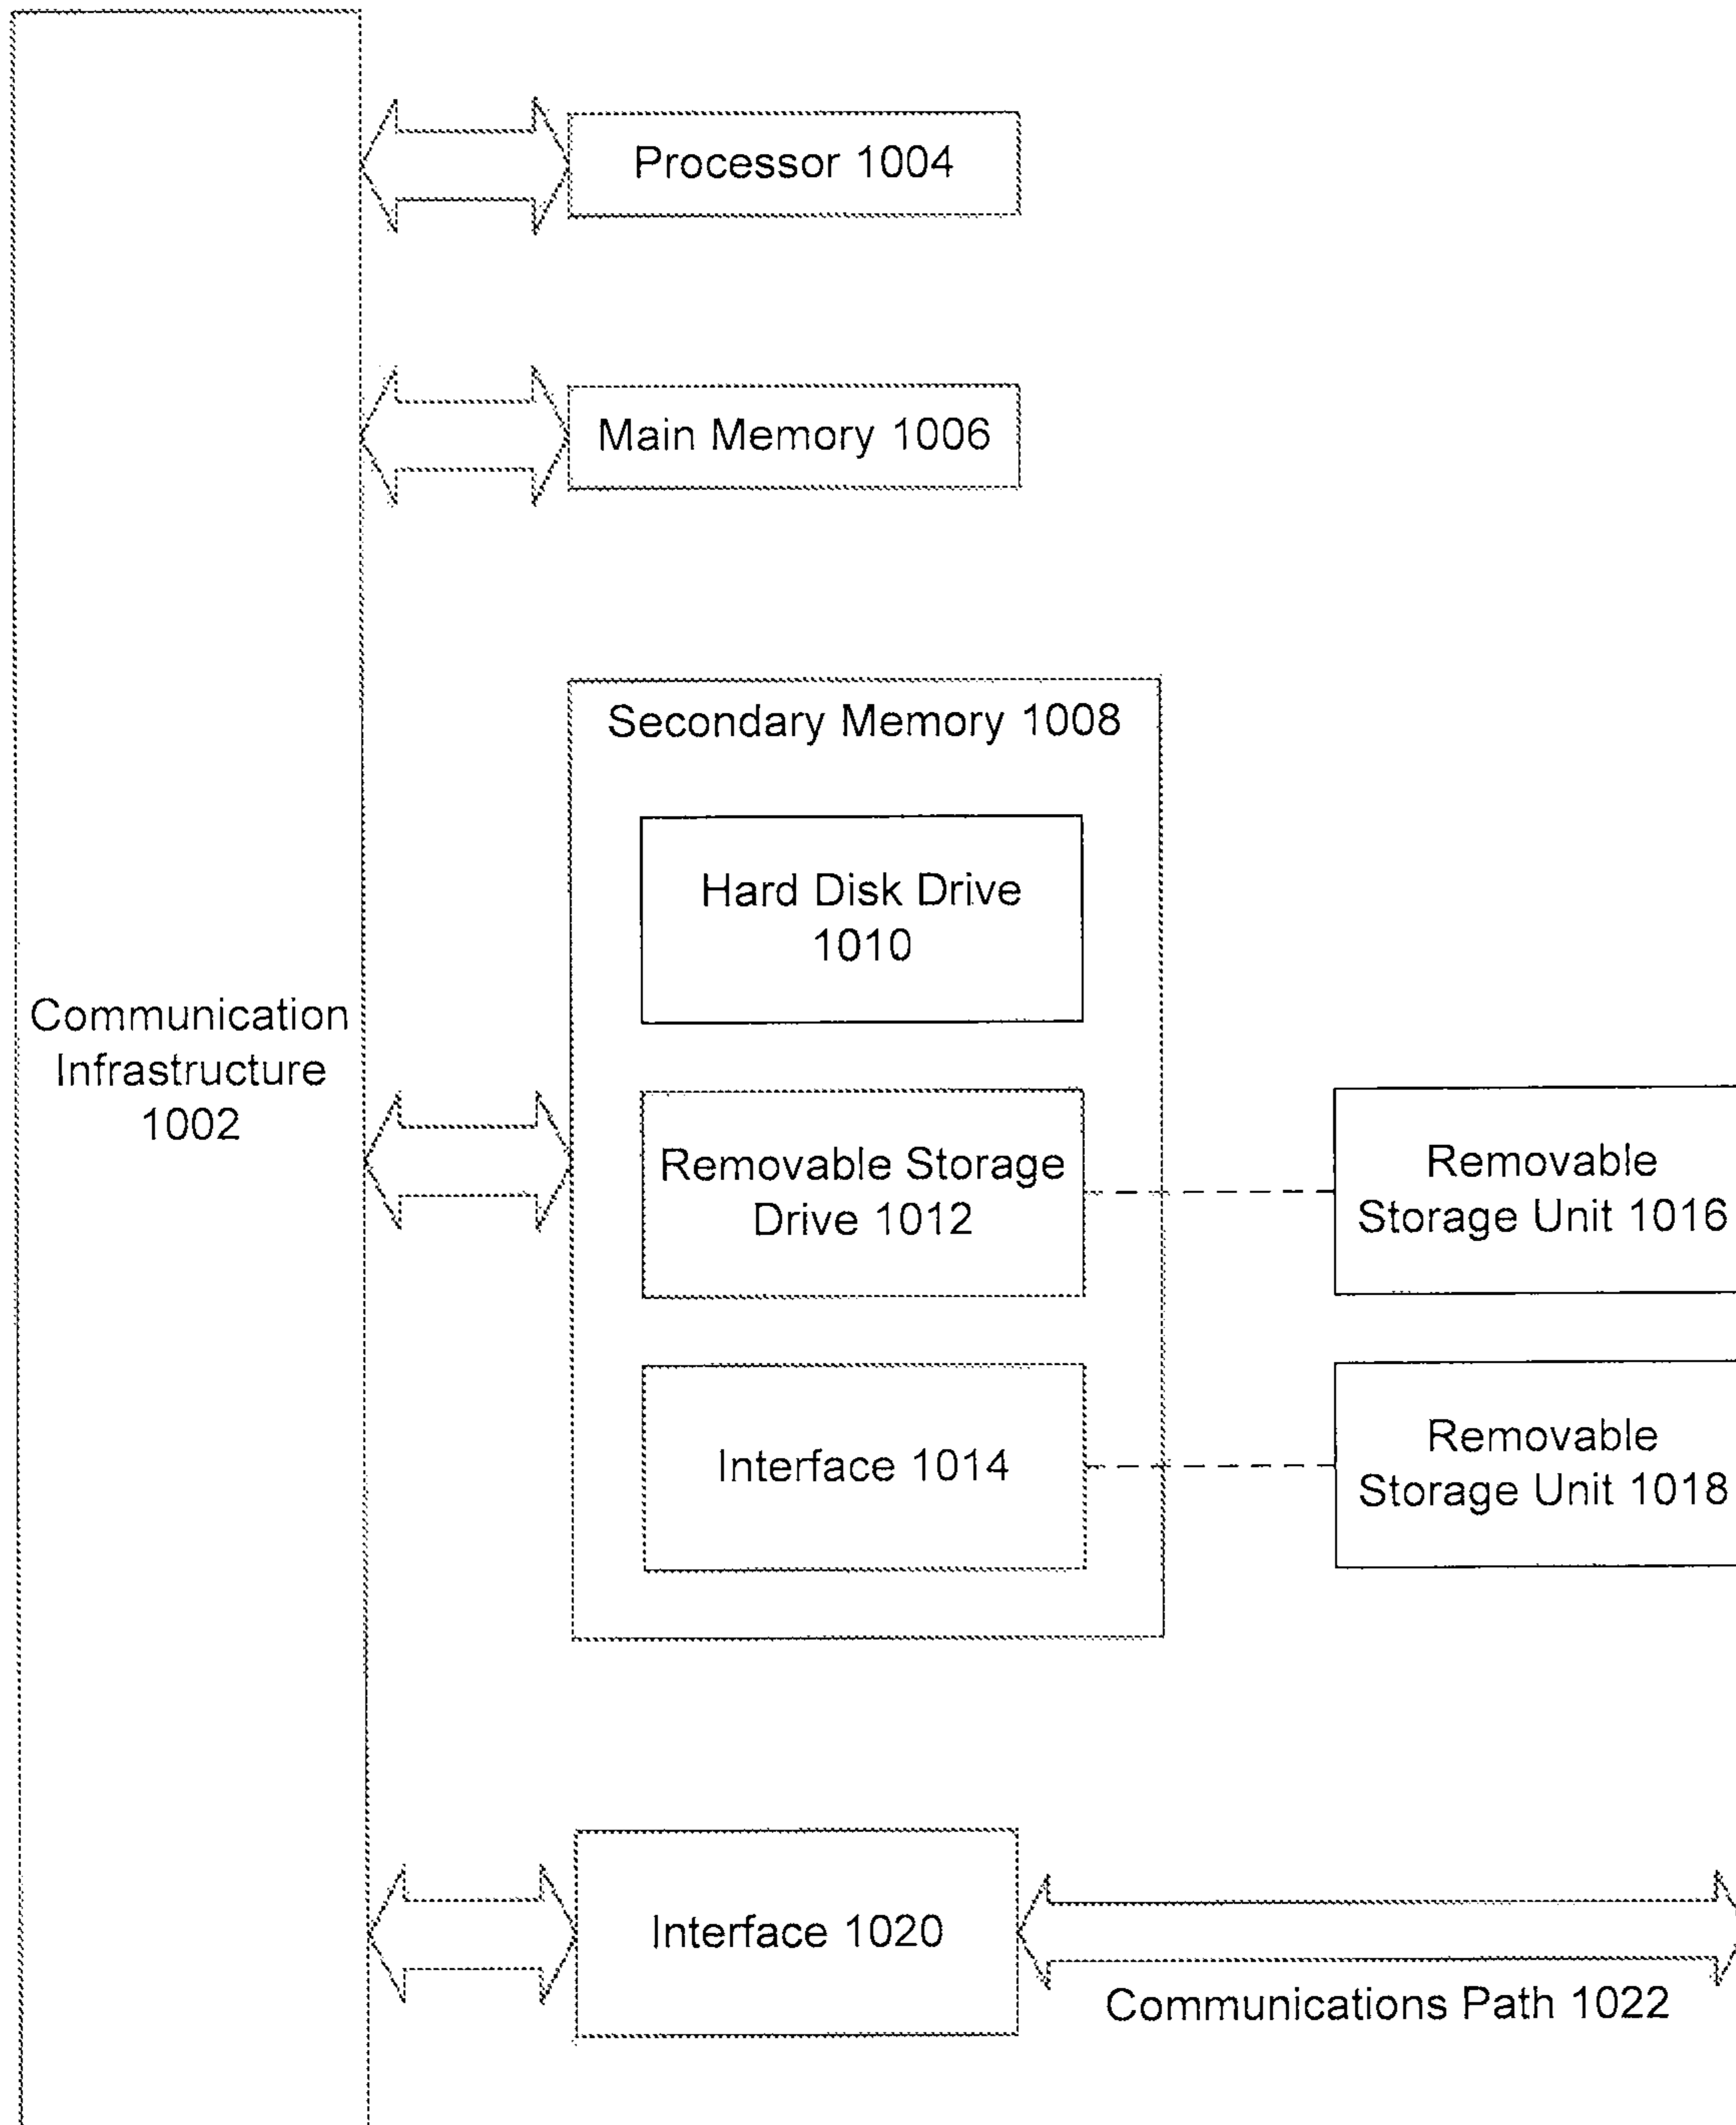 Processor 1004
Main Memory 1006
Secondary Memory 1008
Hard Disk Drive
1010
Communication
Infrastructure
1002
Removable Storage
Drive 1012
Removable
Storage Unit 1016
Interface 1014
Removable
Storage Unit 1018
Interface 1020
Communications Path 1022